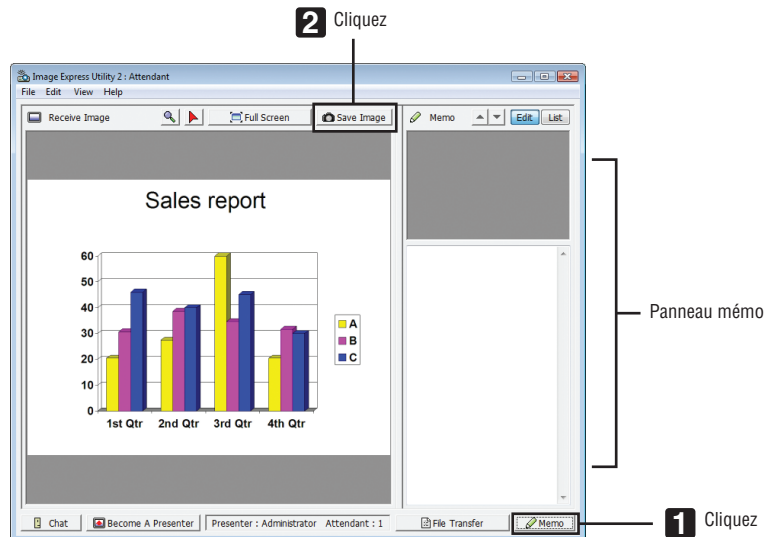 2 Cliquez
Image Express Utility 2 : Attendant
File Edit View Help
Receive Image Full Screen Save Image Memo Edit List
Sales report
60
50
40
30
20
10
0
A
B
C
1st Qtr 2nd Qtr 3rd Qtr 4th Qtr
Panneau mémo
Chat Become A Presenter Presenter : Administrator Attendant : 1 File Transfer Memo
1 Cliquez